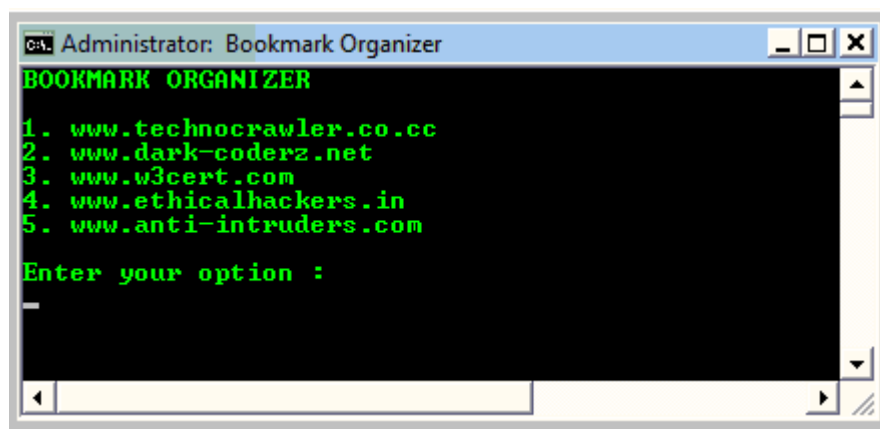 Administrator: Bookmark Organizer
BOOKMARK ORGANIZER
1. www.technocrawler.co.cc
2. www.dark-coderz.net
3. www.w3cert.com
4. www.ethicalhackers.in
5. www.anti-intruders.com
Enter your option :